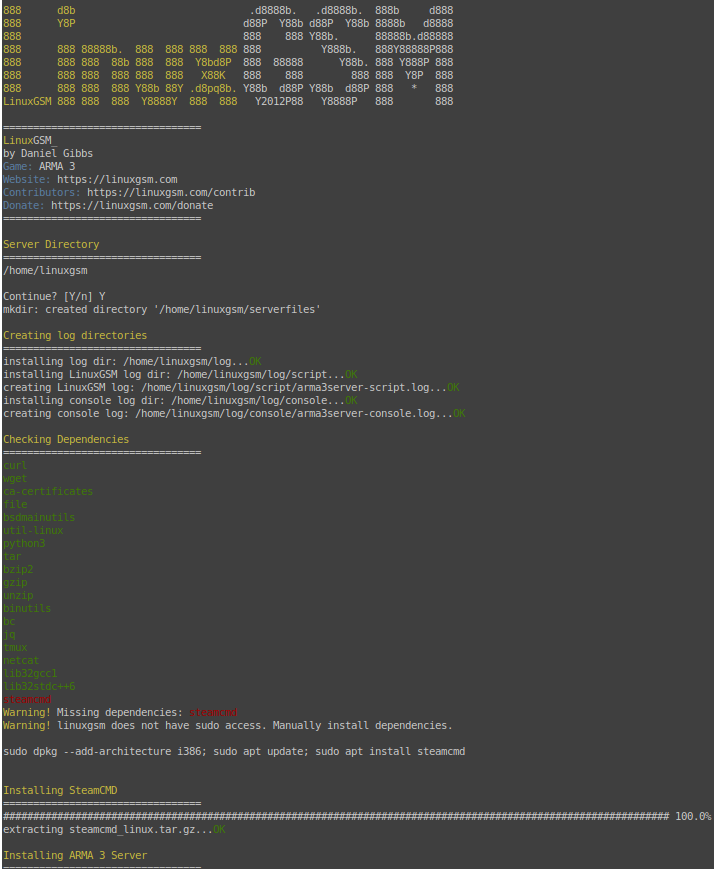 888      d8b                             .d8888b.   .d8888b.  888b     d888
888      Y8P                            d88P  Y88b d88P  Y88b 8888b   d8888
888                                     888    888 Y88b.      88888b.d88888
888      888 88888b.  888  888 888  888 888          Y888b.   888Y88888P888
888      888 888  88b 888  888  Y8bd8P  888  88888      Y88b. 888 Y888P 888
888      888 888  888 888  888   X88K   888    888        888 888  Y8P  888
888      888 888  888 Y88b 88Y .d8pq8b. Y88b  d88P Y88b  d88P 888   *   888
LinuxGSM 888 888  888  Y8888Y  888  888   Y2012P88   Y8888P   888       888
=================================
LinuxGSM_
by Daniel Gibbs
Game: ARMA 3
Website: https://linuxgsm.com
Contributors: https://linuxgsm.com/contrib
Donate: https://linuxgsm.com/donate
=================================
Server Directory
=================================
/home/linuxgsm
Continue? [Y/n] Y
mkdir: created directory '/home/linuxgsm/serverfiles'
Creating log directories
=================================
installing log dir: /home/linuxgsm/log...OK
installing LinuxGSM log dir: /home/linuxgsm/log/script...OK
creating LinuxGSM log: /home/linuxgsm/log/script/arma3server-script.log...OK
installing console log dir: /home/linuxgsm/log/console...OK
creating console log: /home/linuxgsm/log/console/arma3server-console.log...OK
Checking Dependencies
=================================
curl
wget
ca-certificates
file
bsdmainutils
util-linux
python3
tar
bzip2
gzip
unzip
binutils
bc
jq
tmux
netcat
lib32gcc1
lib32stdc++6
steamcmd
Warning! Missing dependencies: steamcmd
Warning! linuxgsm does not have sudo access. Manually install dependencies.
sudo dpkg --add-architecture i386; sudo apt update; sudo apt install steamcmd
Installing SteamCMD
=================================
############################################################################################################### 100.0%
extracting steamcmd_linux.tar.gz...OK
Installing ARMA 3 Server
=================================